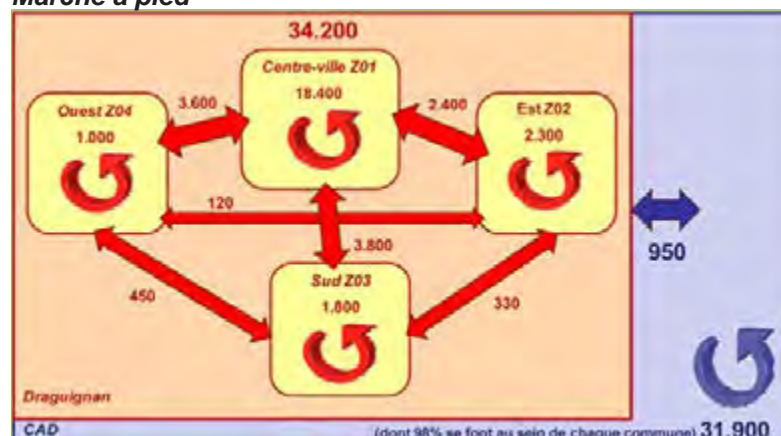 Marche à pied
34.200
Centre-ville Z01
18.400
Ouest Z04
1.000
3.600
2.400
Est Z02
2.300
120
3.800
950
Sud Z03
1.800
450
330
Draguignan
CAD
(dont 98% se font au sein de chaque commune) 31.900